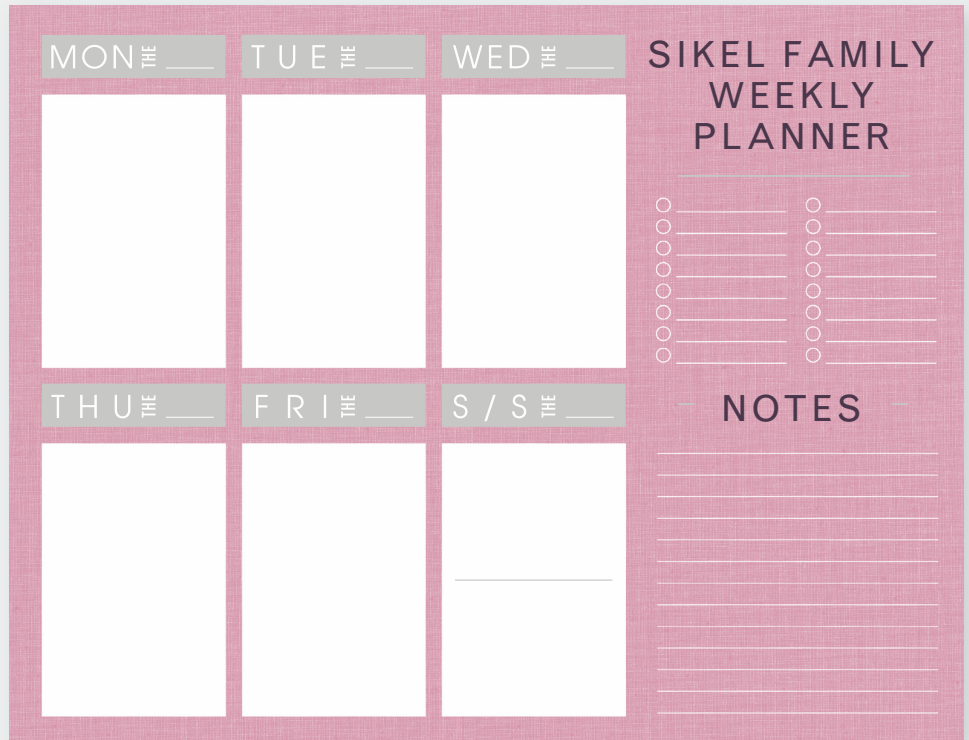 MON THE
TUE THE
WED THE
SIKEL FAMILY
WEEKLY
PLANNER
THU THE
FRI THE
S/S THE
NOTES